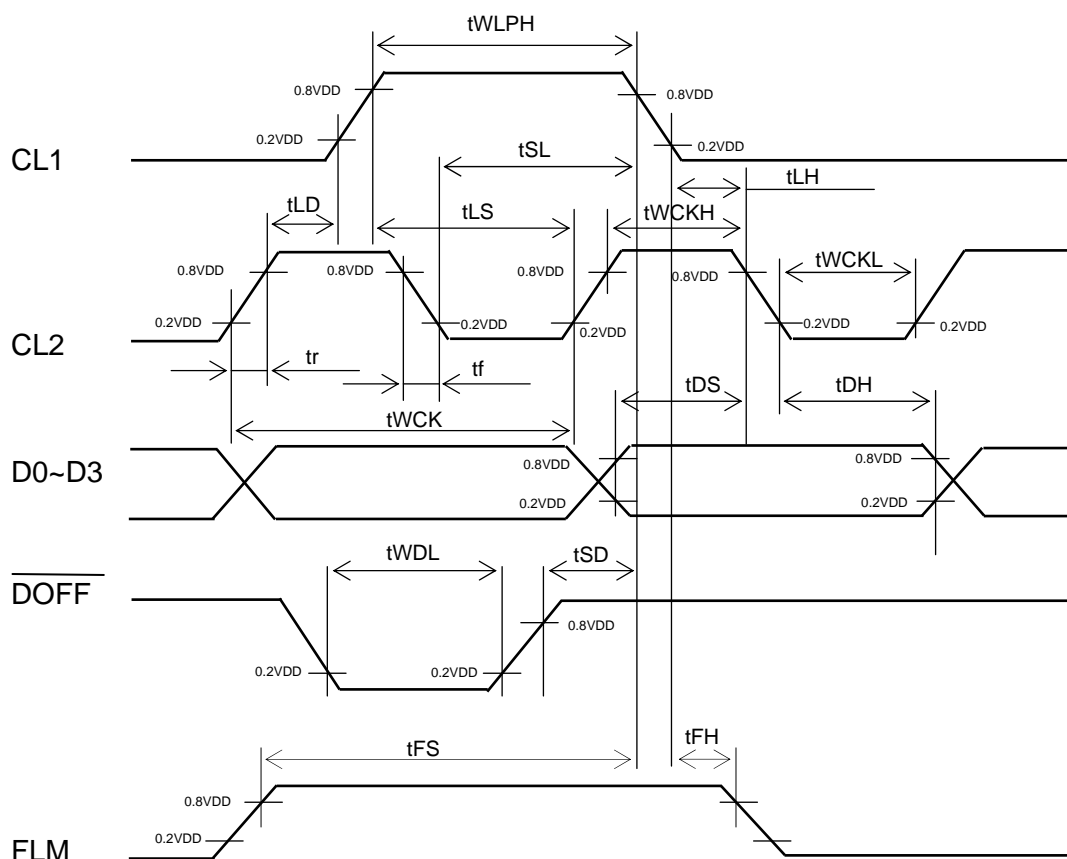 tWLPH
0.8VDD
0.8VDD
0.2VDD
0.2VDD
CL1
tSL
tLH
tLD
tLS
tWCKH
tWCKL
0.8VDD
0.8VDD
0.8VDD
0.8VDD
0.2VDD
0.2VDD
0.2VDD
0.2VDD
0.2VDD
CL2
tr
tf
tDS
tDH
tWCK
D0~D3
0.8VDD
0.8VDD
0.2VDD
0.2VDD
tWDL
tSD
DOFF
0.8VDD
0.2VDD
0.2VDD
tFS
tFH
0.8VDD
0.2VDD
FLM